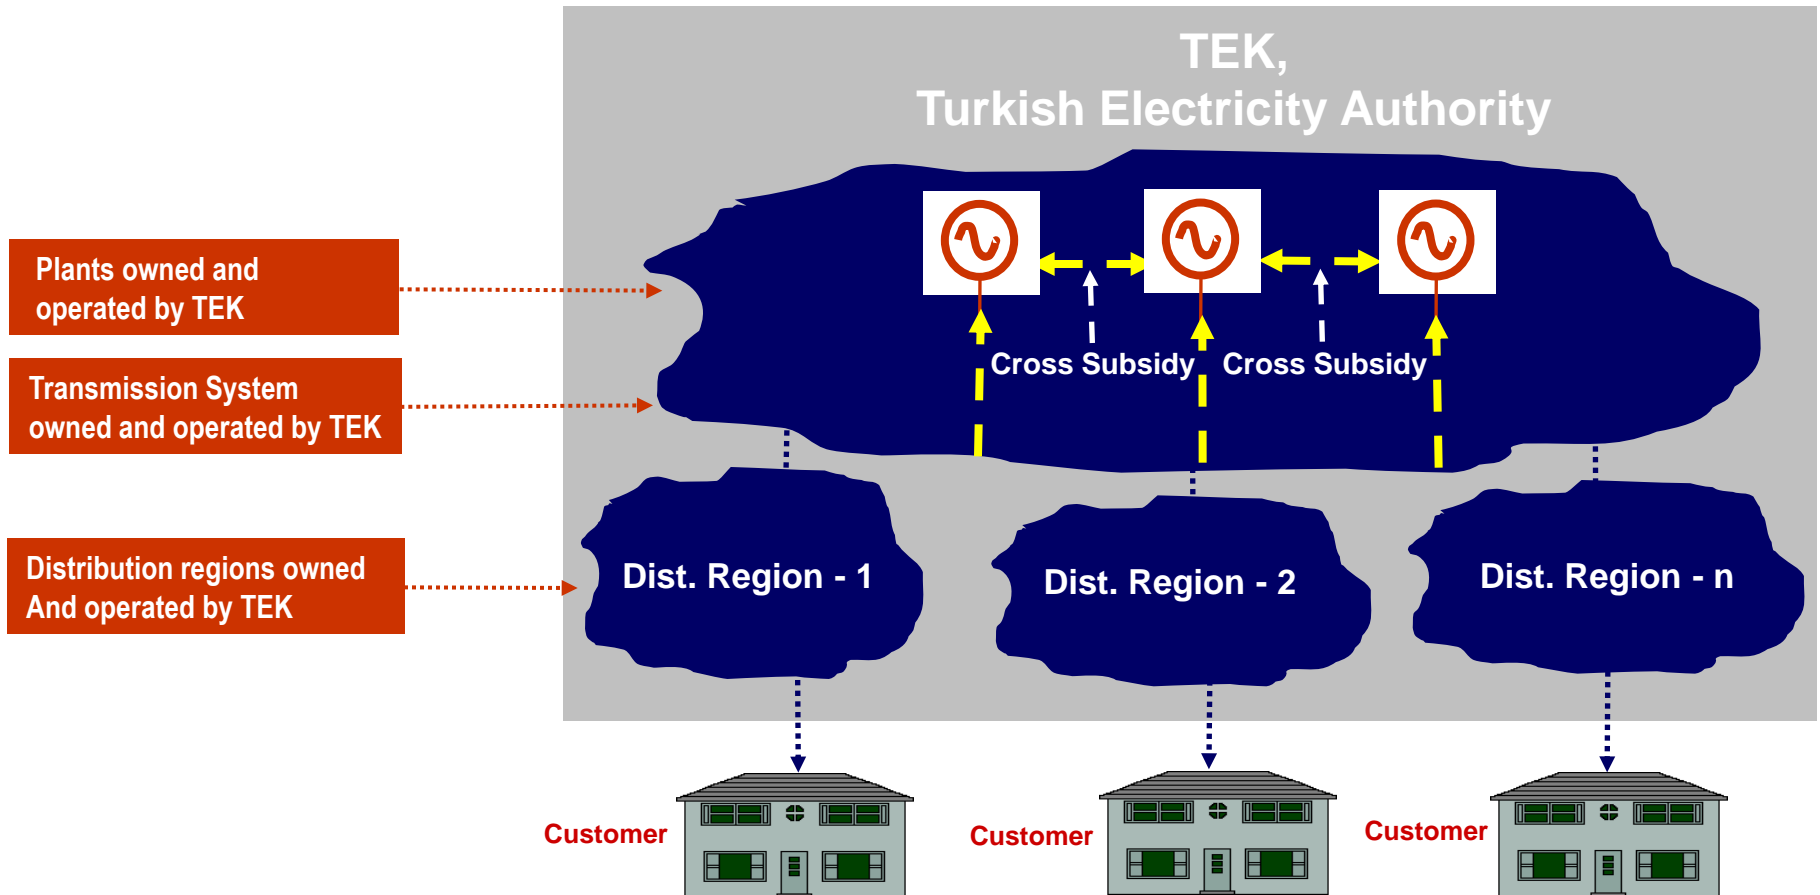 TEK,
Turkish Electricity Authority
Plants owned and
operated by TEK
Cross Subsidy
Cross Subsidy
Transmission System
owned and operated by TEK
Distribution regions owned
And operated by TEK
Dist. Region - 1
Dist. Region - 2
Dist. Region - n
Customer
Customer
Customer